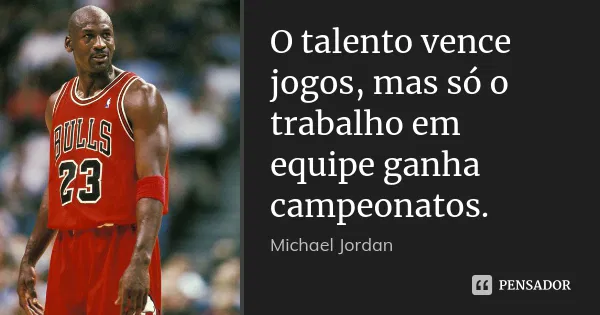 BULLS
23
O talento vence
jogos, mas só o
trabalho em
equipe ganha
campeonatos.
Michael Jordan
PENSADOR